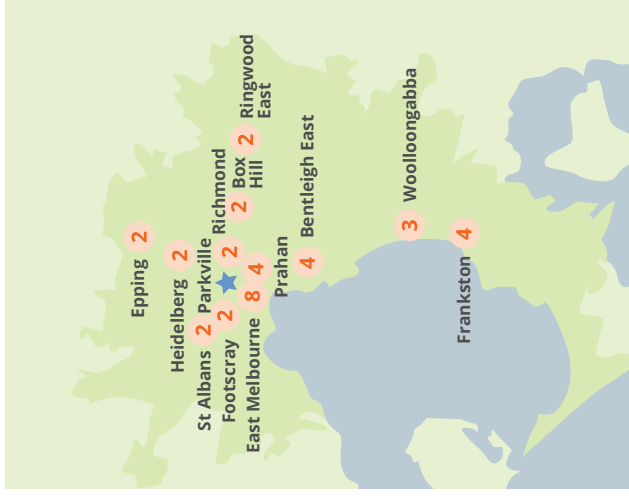 Epping
2
Heidelberg
2
Parkville
Richmond
2
Box
Hill
2
Ringwood
East
2
St Albans
2
Footscray
2
East Melbourne
8
4
Prahan
Bentleigh East
4
Woolloongabba
3
Frankston
4